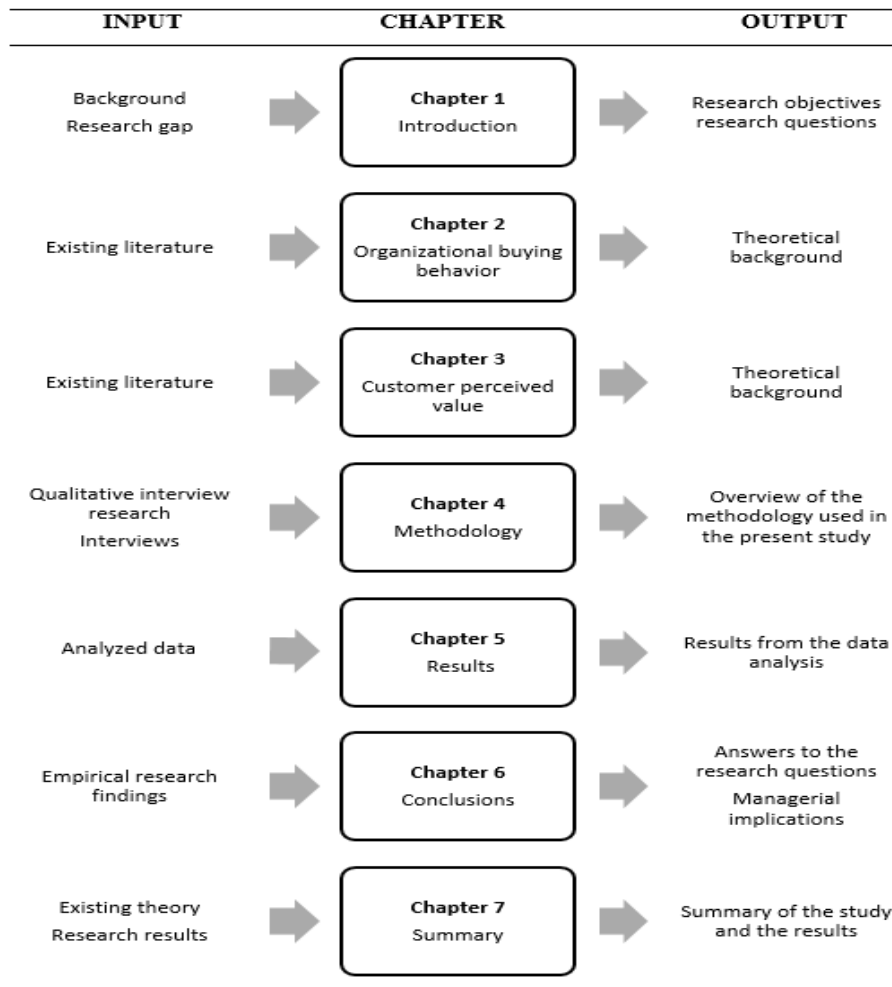 INPUT CHAPTER OUTPUT
Background
Research gap
Chapter 1
Introduction
Research objectives
research questions
Existing literature
Chapter 2
Organizational buying
behavior
Theoretical
background
Existing literature
Chapter 3
Customer perceived
value
Theoretical
background
Qualitative interview
research
Interviews
Chapter 4
Methodology
Overview of the
methodology used in
the present study
Analyzed data
Chapter 5
Results
Results from the data
analysis
Empirical research
findings
Chapter 6
Conclusions
Answers to the
research questions
Managerial
implications
Existing theory
Research results
Chapter 7
Summary
Summary of the study
and the results